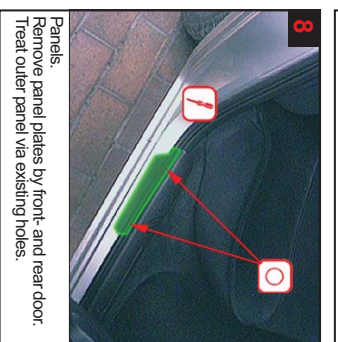 8
Panels.
Remove panel plates by front- and rear door.
Treat outer panel via existing holes.